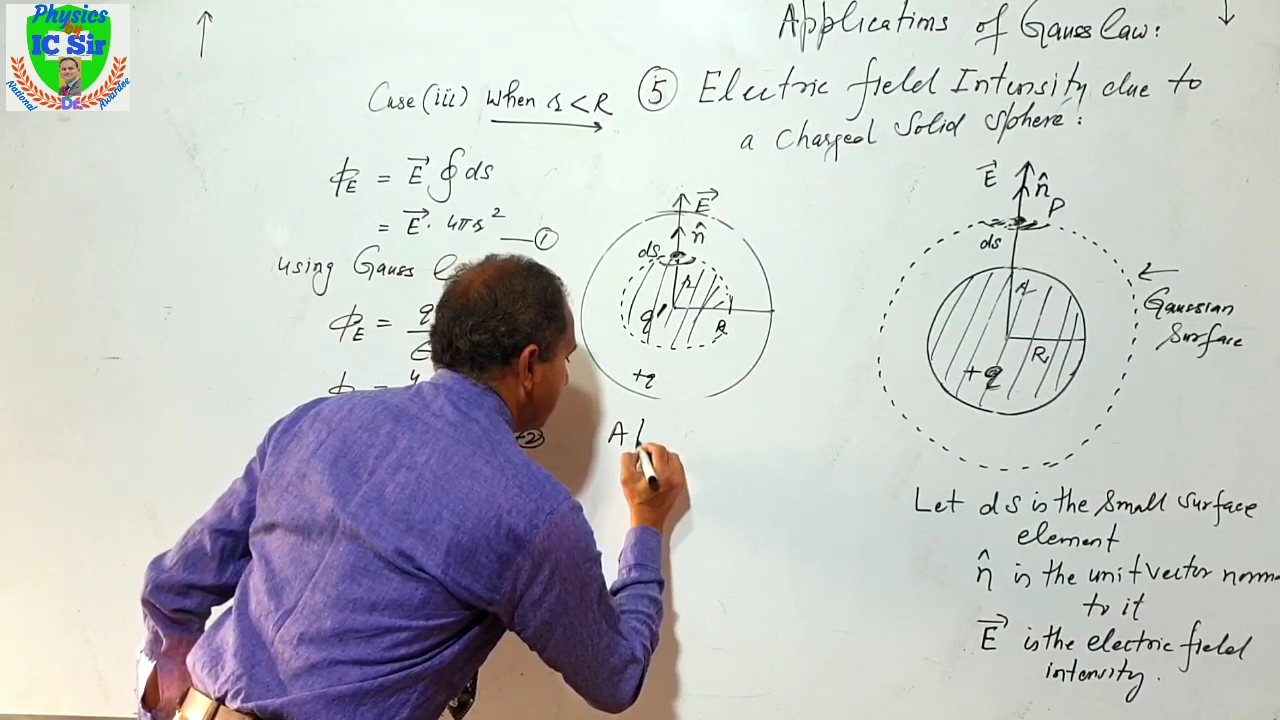 Physics
by
IC Sir
National
Awardee
Dr.
Applications of Gauss law:
Case (iii) When r < R
⑤ Electric field Intensity due to
a charged Solid Sphere:
ϕE = E⃗ ∮ ds
= E⃗ . 4πr² — ①
using Gauss
ϕE = q
E⃗
n̂
ds
r
q'
R
+q
A
E⃗
n̂
P
ds
r
R
+q
Gaussian
Surface
Let ds is the small surface
element
n̂ is the unit vector norma
to it
E⃗ is the electric field
intensity.